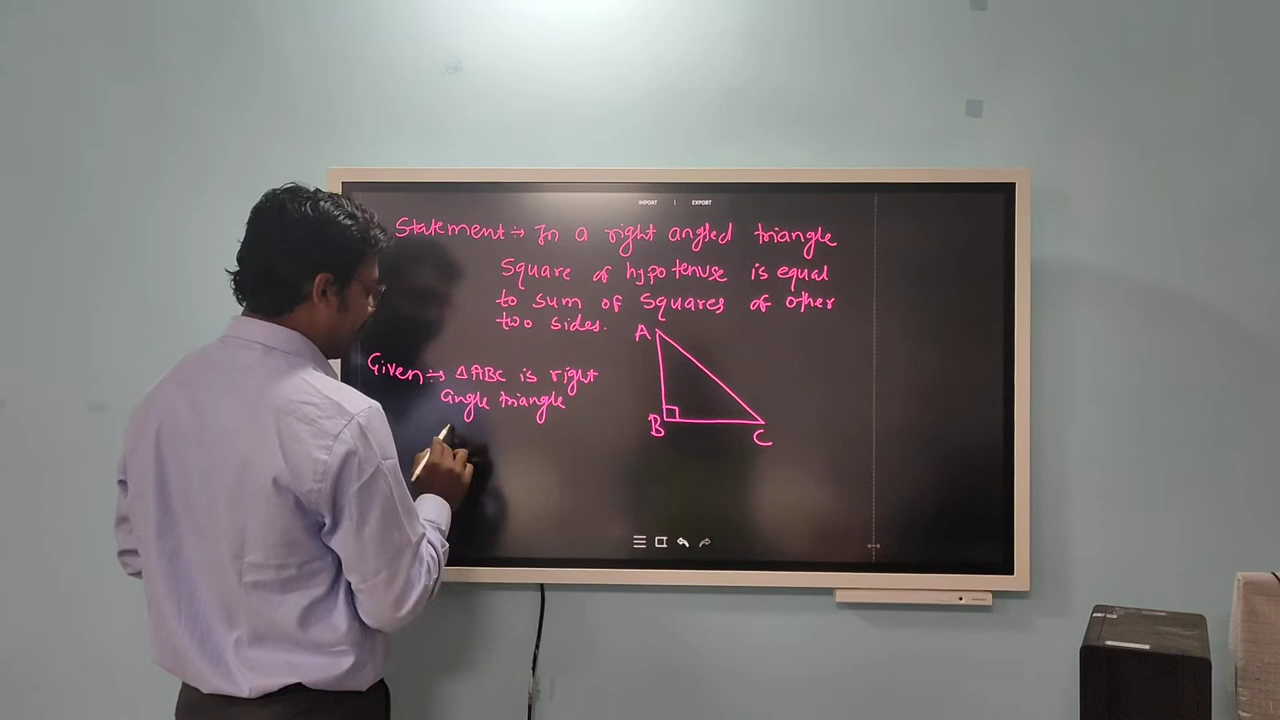 IMPORT | EXPORT
Statement :→ In a right angled triangle
Square of hypotenuse is equal
to sum of squares of other
two sides.
A
Given :→ △ABC is right
angle triangle
B
C